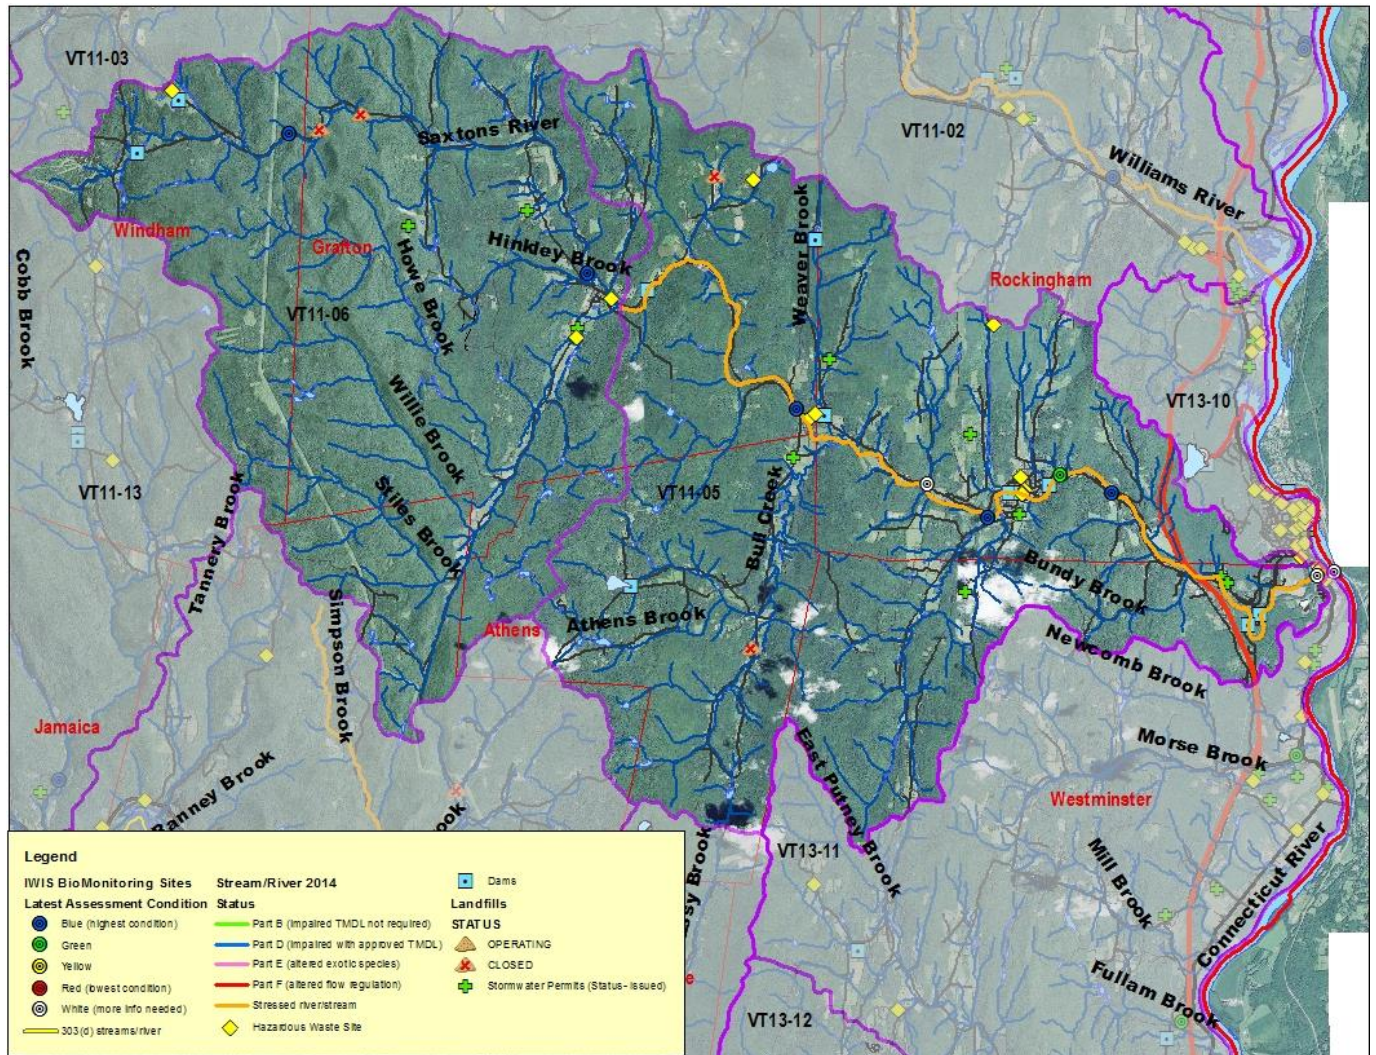 VT11-03
VT11-02
Saxtons River
Williams River
Weaver Brook
Windham
Grafton
Hinkley Brook
Howe Brook
Rockingham
Cobb Brook
VT11-06
Willie Brook
VT13-10
VT11-13
Stiles Brook
VT11-05
Bull Creek
Tannery Brook
Bundy Brook
Simpson Brook
Athens
Athens Brook
Newcomb Brook
Jamaica
East Putney Brook
Morse Brook
Ranney Brook
Westminster
ook
VT13-11
Mill Brook
Connecticut River
ssy Brook
Fullam Brook
e
VT13-12
Legend
IWIS BioMonitoring Sites
Latest Assessment Condition
Blue (highest condition)
Green
Yellow
Red (lowest condition)
White (more info needed)
303(d) streams/river
Stream/River 2014
Status
Part B (impaired TMDL not required)
Part D (impaired with approved TMDL)
Part E (altered exotic species)
Part F (altered flow regulation)
Stressed river/stream
Hazardous Waste Site
Dams
Landfills
STATUS
OPERATING
CLOSED
Stormwater Permits (Status- Issued)